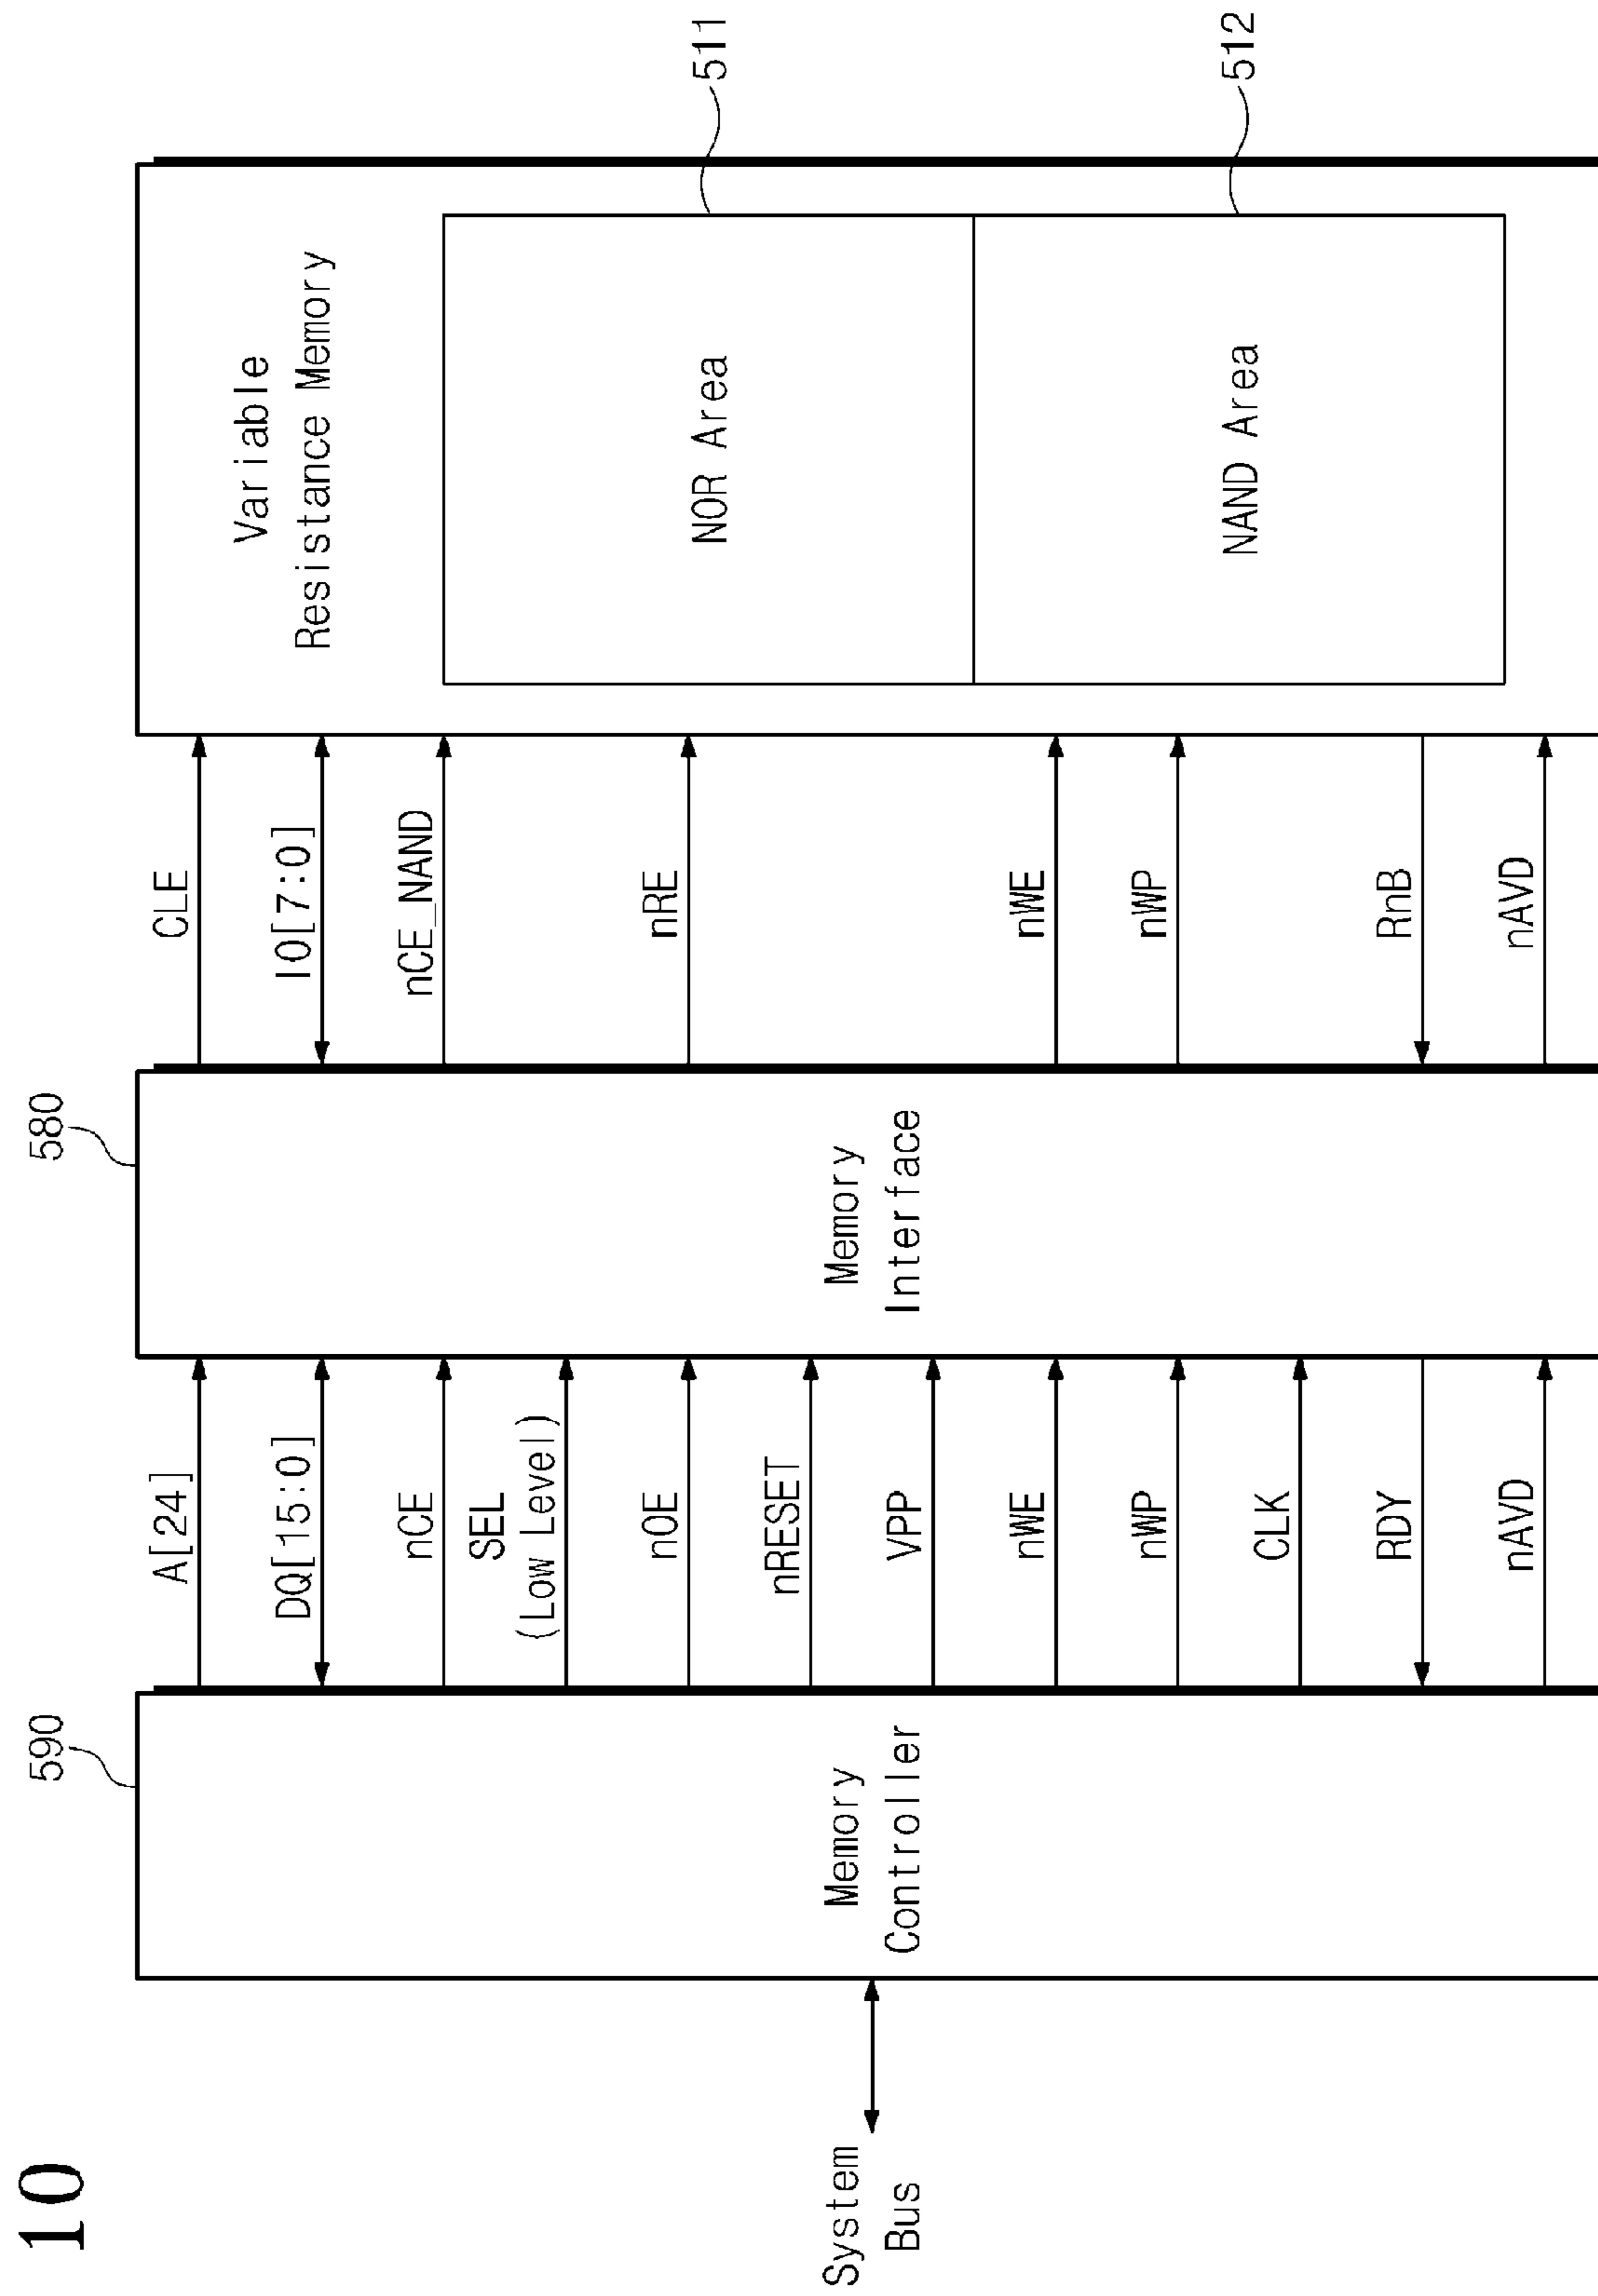 10
590
580
System
Bus
Memory
Controller
A[24]
DQ[15:0]
nCE
SEL
(Low Level)
nOE
nRESET
VPP
nWE
nWP
CLK
RDY
nAVD
Memory
Interface
CLE
IO[7:0]
nCE_NAND
nRE
nWE
nWP
RnB
nAVD
Variable
Resistance Memory
NOR Area
NAND Area
511
512